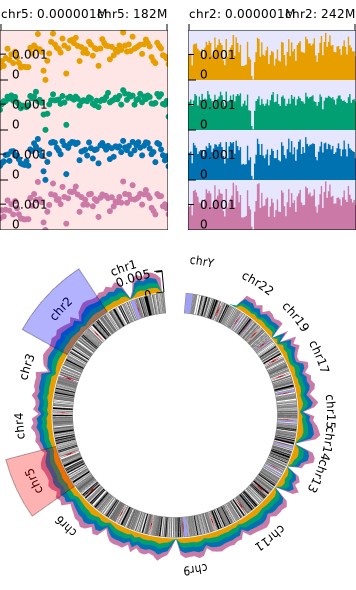 chr5: 0.000001M
chr5: 182M
chr2: 0.000001M
chr2: 242M
0.001
0
0.001
0
0.001
0
0.001
0
0.001
0
0.001
0
0.001
0
0.001
0
chr1
0.005
0
chrY
chr2
chr22
chr19
chr3
chr17
chr4
chr15
chr14
chr5
chr13
chr6
chr11
chr9